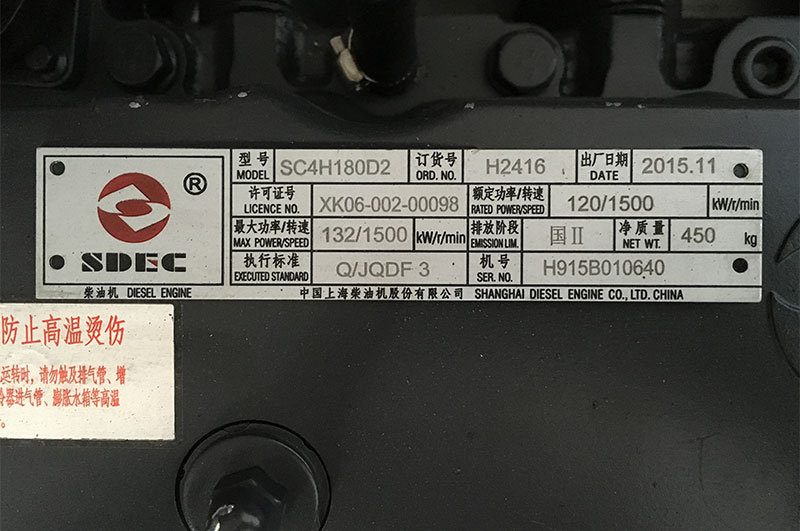 型号 MODEL SC4H180D2 订货号 ORD. NO. H2416 出厂日期 DATE 2015.11
®
许可证号 LICENCE NO. XK06-002-00098 额定功率/转速 RATED POWER/SPEED 120/1500 kW/r/min
最大功率/转速 MAX POWER/SPEED 132/1500 kW/r/min 排放阶段 EMISSION LIM. 国Ⅱ 净质量 NET WT. 450 kg
SDEC
执行标准 EXECUTED STANDARD Q/JQDF 3 机号 SER. NO. H915B010640
柴油机 DIESEL ENGINE 中国上海柴油机股份有限公司 SHANGHAI DIESEL ENGINE CO., LTD. CHINA
防止高温烫伤
运转时，请勿触及排气管、增
冷器进气管、膨胀水箱等高温